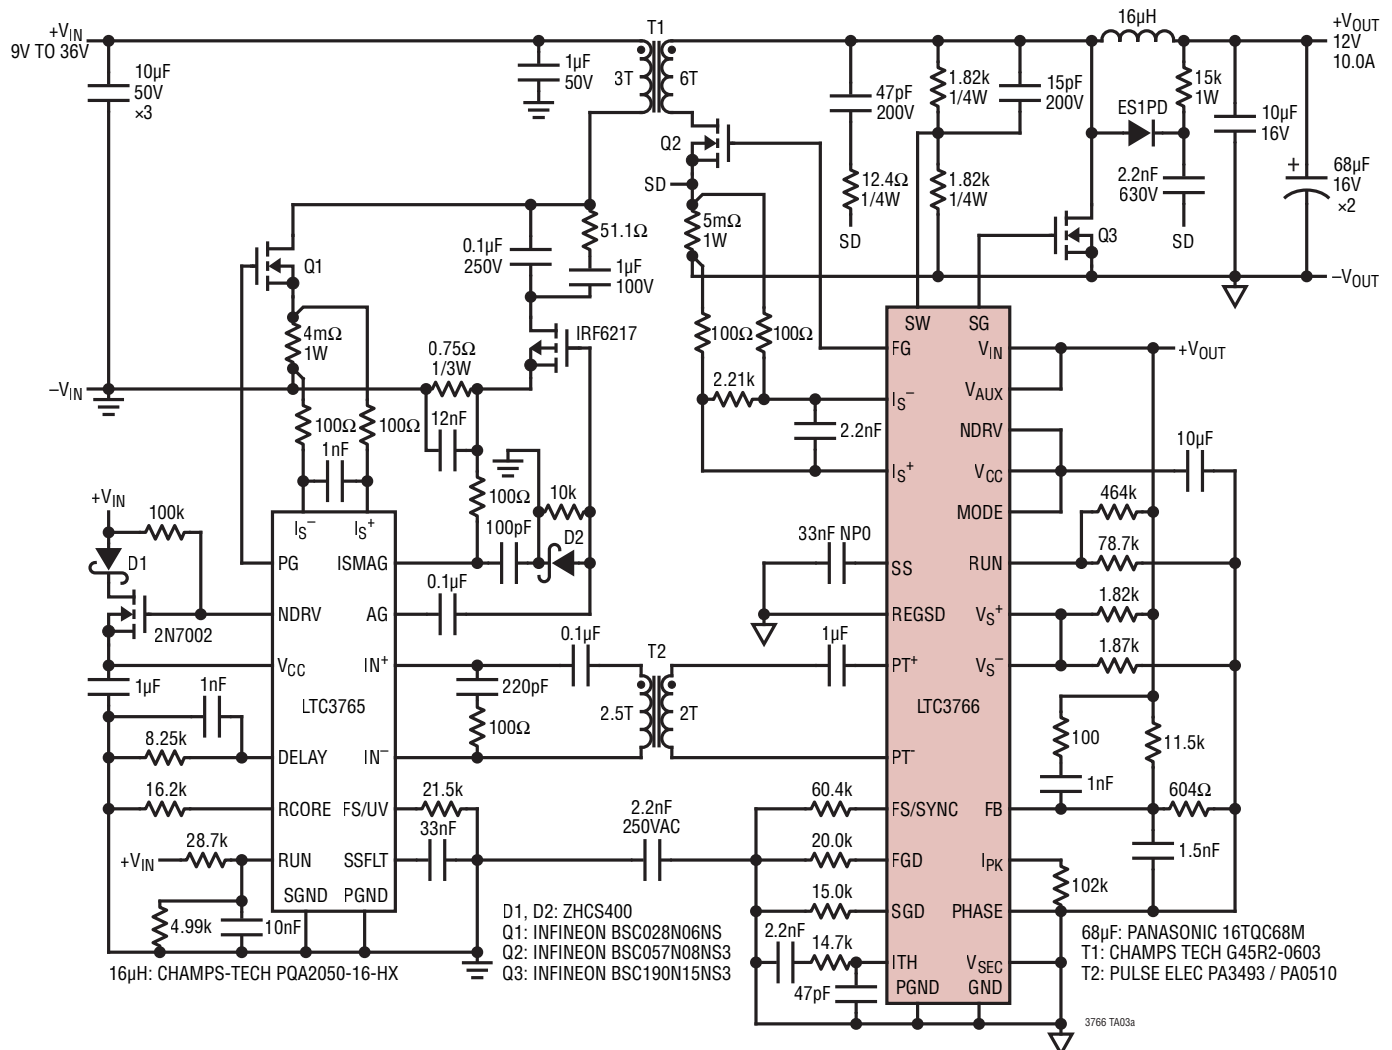 +VIN
9V TO 36V
10µF
50V
×3
1µF
50V
T1
3T
6T
47pF
200V
1.82k
1/4W
15pF
200V
16µH
+VOUT
12V
10.0A
15k
1W
ES1PD
10µF
16V
+
68µF
16V
×2
2.2nF
630V
Q2
SD
12.4Ω
1/4W
1.82k
1/4W
SD
Q3
SD
–VOUT
5mΩ
1W
51.1Ω
0.1µF
250V
1µF
100V
Q1
4mΩ
1W
IRF6217
0.75Ω
1/3W
–VIN
100Ω
100Ω
12nF
1nF
100Ω
100Ω
2.21k
2.2nF
SW
SG
FG
VIN
+VOUT
IS–
VAUX
NDRV
IS+
VCC
10µF
MODE
464k
+VIN
100k
D1
2N7002
IS–
IS+
100Ω
10k
100pF
D2
PG
ISMAG
0.1µF
NDRV
AG
33nF NP0
SS
RUN
78.7k
REGSD
VS+
1.82k
VCC
IN+
0.1µF
T2
1µF
PT+
VS–
1.87k
1µF
1nF
LTC3765
220pF
2.5T
2T
LTC3766
100Ω
100
11.5k
8.25k
DELAY
IN–
PT-
1nF
16.2k
RCORE
FS/UV
21.5k
60.4k
FS/SYNC
FB
604Ω
33nF
2.2nF
250VAC
+VIN
28.7k
RUN
SSFLT
20.0k
FGD
IPK
1.5nF
102k
SGND
PGND
15.0k
SGD
PHASE
4.99k
10nF
D1, D2: ZHCS400
Q1: INFINEON BSC028N06NS
Q2: INFINEON BSC057N08NS3
Q3: INFINEON BSC190N15NS3
2.2nF
14.7k
ITH
VSEC
47pF
PGND
GND
16µH: CHAMPS-TECH PQA2050-16-HX
68µF: PANASONIC 16TQC68M
T1: CHAMPS TECH G45R2-0603
T2: PULSE ELEC PA3493 / PA0510
3766 TA03a